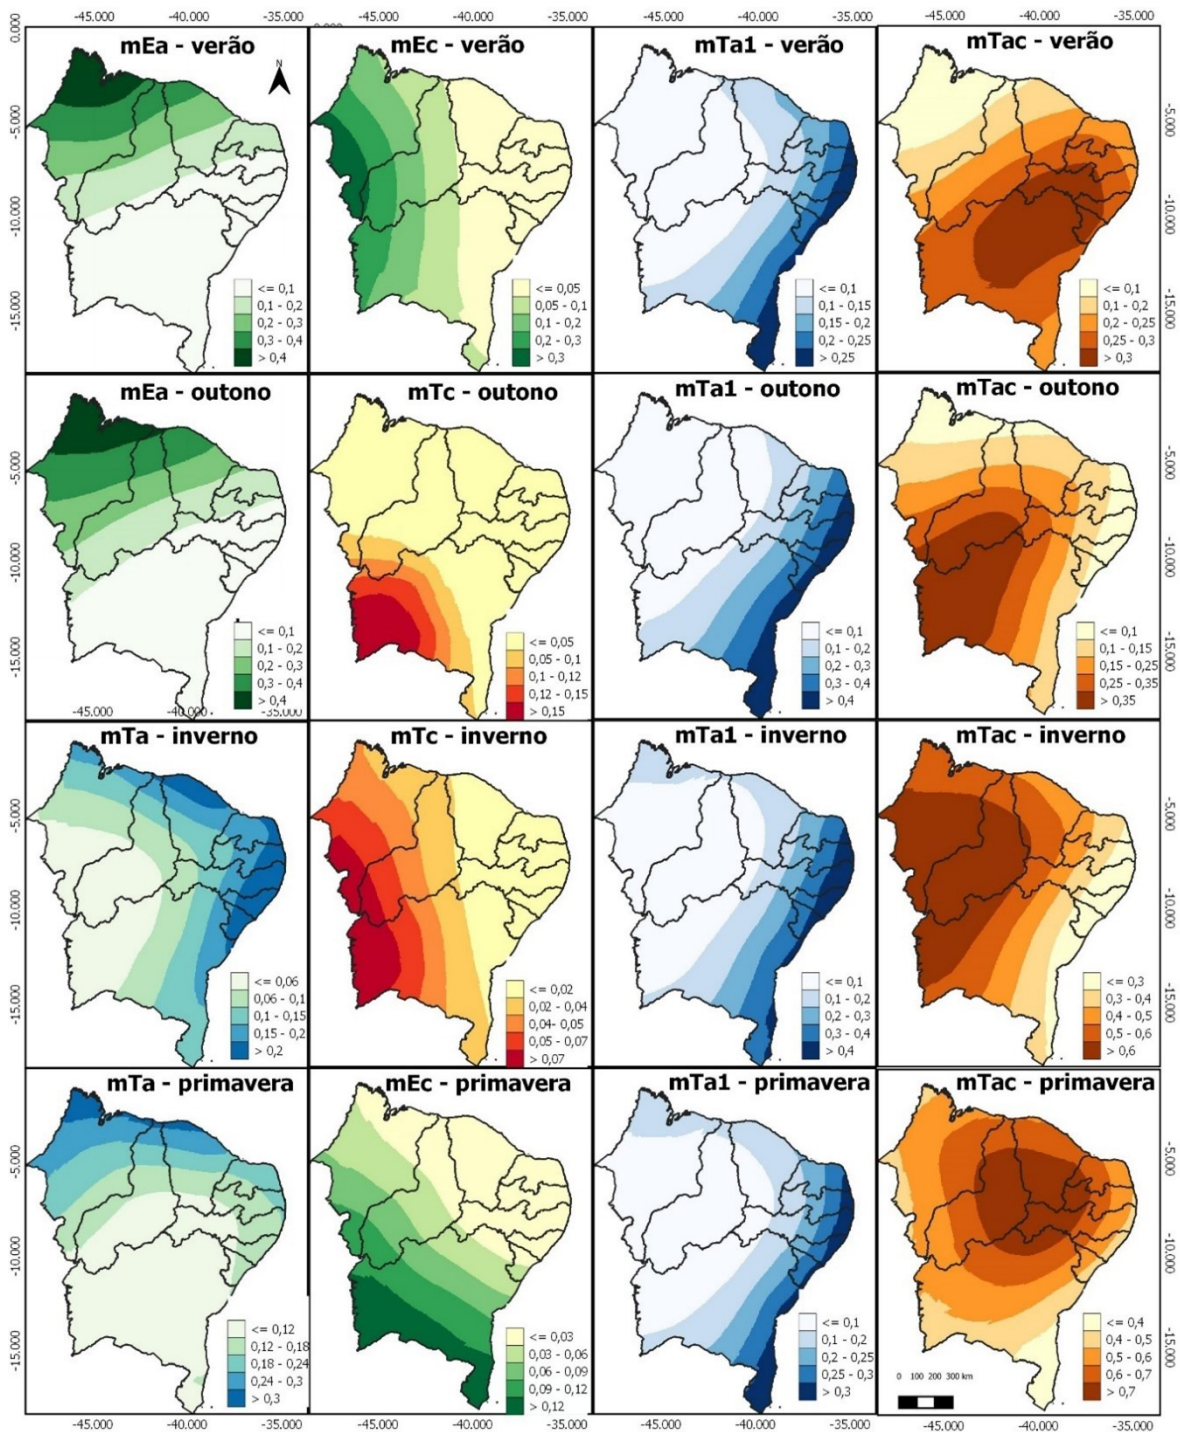 -45.000 -40.000 -35.000 0.000 -45.000 -40.000 -35.000 -45.000 -40.000 -35.000 -45.000 -40.000 -35.000
0.000
mEa - verão
N
-5.000
-10.000
-15.000
<= 0,1
0,1 - 0,2
0,2 - 0,3
0,3 - 0,4
> 0,4
mEc - verão
<= 0,05
0,05 - 0,1
0,1 - 0,2
0,2 - 0,3
> 0,3
mTa1 - verão
<= 0,1
0,1 - 0,15
0,15 - 0,2
0,2 - 0,25
> 0,25
mTac - verão
-5.000
-10.000
-15.000
<= 0,1
0,1 - 0,2
0,2 - 0,25
0,25 - 0,3
> 0,3
mEa - outono
-5.000
-10.000
-15.000
<= 0,1
0,1 - 0,2
0,2 - 0,3
0,3 - 0,4
> 0,4
-45.000 -40.000 -35.000
mTc - outono
<= 0,05
0,05 - 0,1
0,1 - 0,12
0,12 - 0,15
> 0,15
mTa1 - outono
<= 0,1
0,1 - 0,2
0,2 - 0,3
0,3 - 0,4
> 0,4
mTac - outono
-5.000
-10.000
-15.000
<= 0,1
0,1 - 0,15
0,15 - 0,25
0,25 - 0,35
> 0,35
mTa - inverno
-5.000
-10.000
-15.000
<= 0,06
0,06 - 0,1
0,1 - 0,15
0,15 - 0,2
> 0,2
mTc - inverno
<= 0,02
0,02 - 0,04
0,04- 0,05
0,05 - 0,07
> 0,07
mTa1 - inverno
<= 0,1
0,1 - 0,2
0,2 - 0,3
0,3 - 0,4
> 0,4
mTac - inverno
-5.000
-10.000
-15.000
<= 0,3
0,3 - 0,4
0,4 - 0,5
0,5 - 0,6
> 0,6
mTa - primavera
-5.000
-10.000
-15.000
<= 0,12
0,12 - 0,18
0,18 - 0,24
0,24 - 0,3
> 0,3
mEc - primavera
<= 0,03
0,03 - 0,06
0,06 - 0,09
0,09 - 0,12
> 0,12
mTa1 - primavera
<= 0,1
0,1 - 0,2
0,2 - 0,25
0,25 - 0,3
> 0,3
mTac - primavera
-5.000
-10.000
-15.000
0 100 200 300 km
<= 0,4
0,4 - 0,5
0,5 - 0,6
0,6 - 0,7
> 0,7
-45.000 -40.000 -35.000 -45.000 -40.000 -35.000 -45.000 -40.000 -35.000 -45.000 -40.000 -35.000